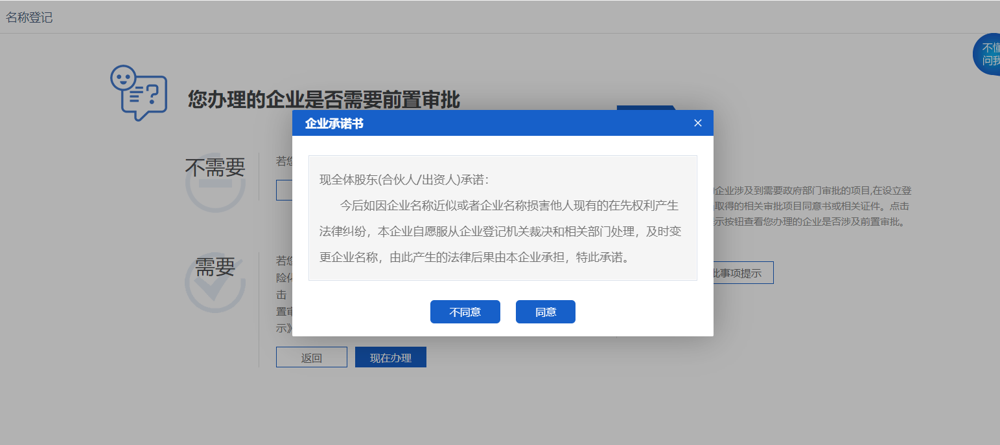 名称登记
不懂
问我
您办理的企业是否需要前置审批
企业承诺书
不需要
若您
现全体股东(合伙人/出资人)承诺：
今后如因企业名称近似或者企业名称损害他人现有的在先权利产生
法律纠纷，本企业自愿服从企业登记机关裁决和相关部门处理，及时变
更企业名称，由此产生的法律后果由本企业承担，特此承诺。
企业涉及到需要政府部门审批的项目,在设立登
取得的相关审批项目同意书或相关证件。点击
示按钮查看您办理的企业是否涉及前置审批。
需要
若您
险化
击
置审
示》
此事项提示
不同意
同意
返回
现在办理